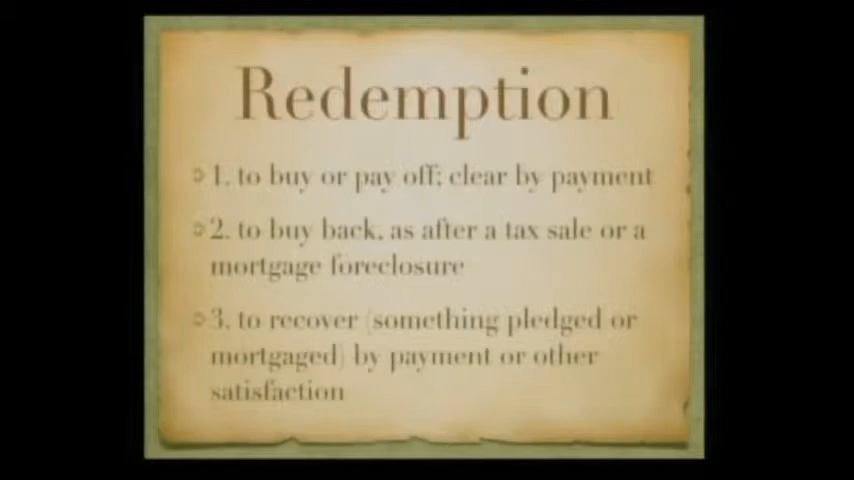 Redemption
1. to buy or pay off; clear by payment
2. to buy back, as after a tax sale or a
mortgage foreclosure
3. to recover (something pledged or
mortgaged) by payment or other
satisfaction